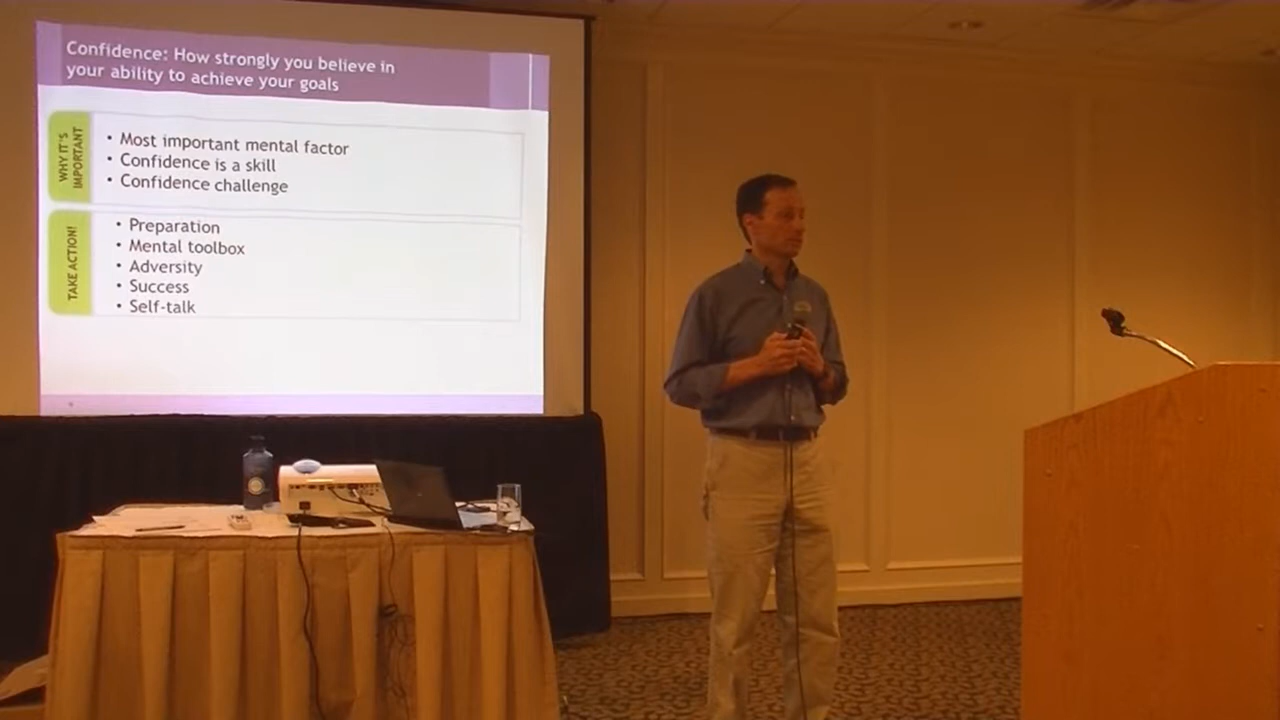 Confidence: How strongly you believe in
your ability to achieve your goals
WHY IT'S
IMPORTANT
• Most important mental factor
• Confidence is a skill
• Confidence challenge
TAKE ACTION!
• Preparation
• Mental toolbox
• Adversity
• Success
• Self-talk